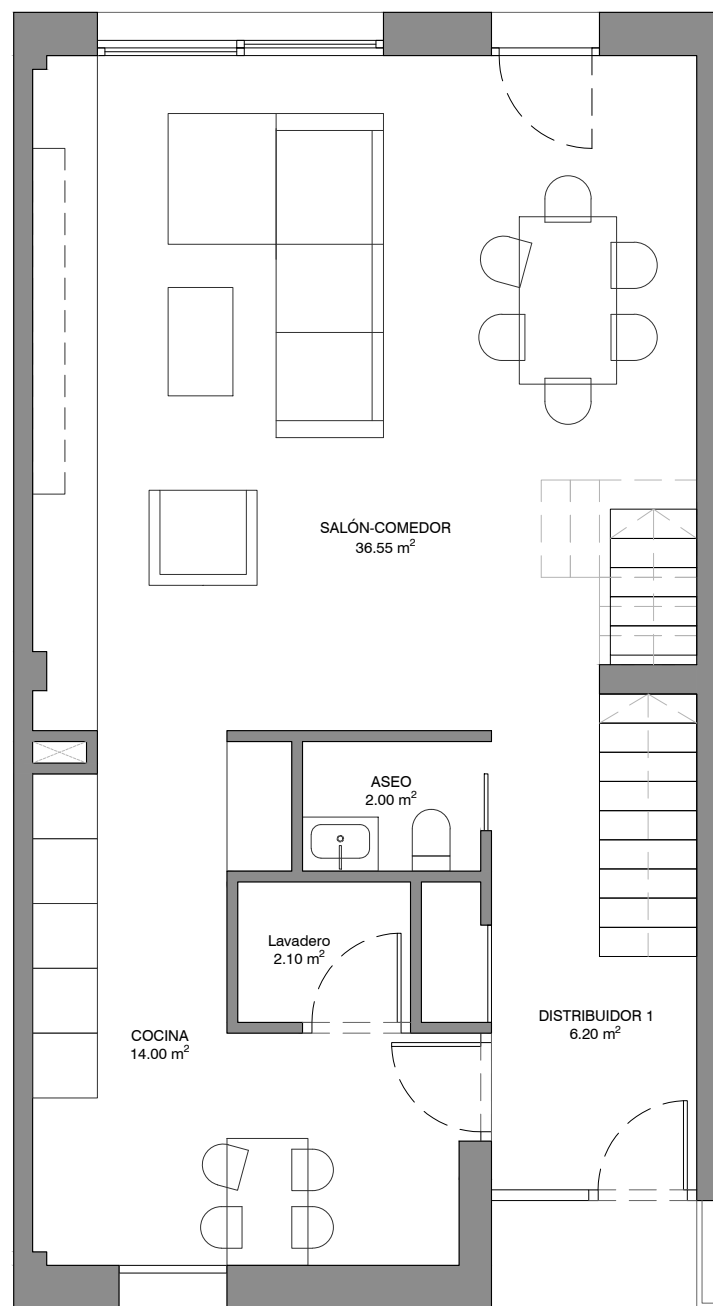 SALÓN-COMEDOR
36.55 m²
ASEO
2.00 m²
Lavadero
2.10 m²
COCINA
14.00 m²
DISTRIBUIDOR 1
6.20 m²